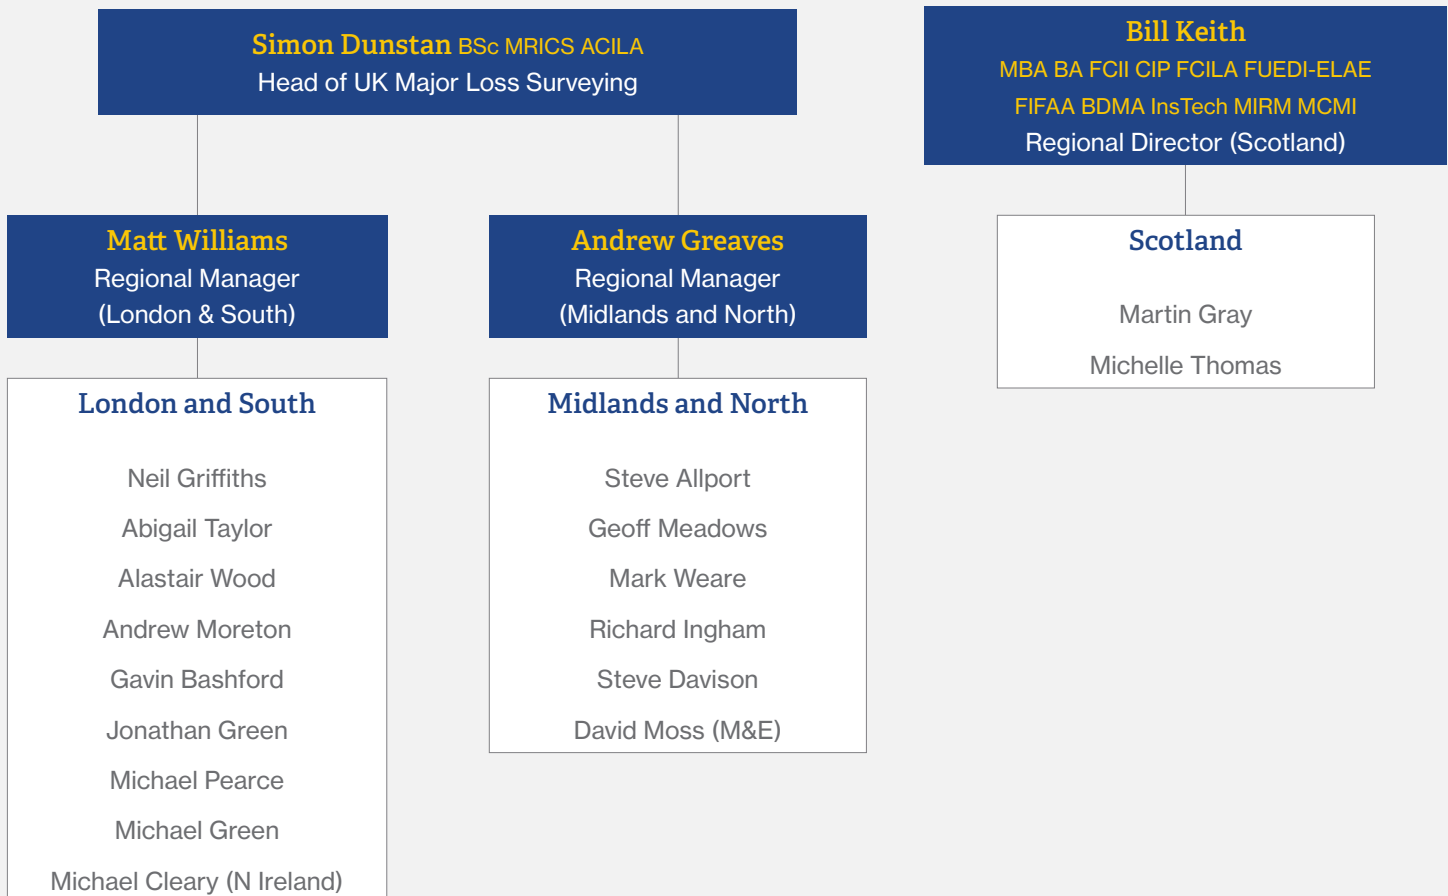 Simon Dunstan BSc MRICS ACILA
Head of UK Major Loss Surveying
Bill Keith
MBA BA FCII CIP FCILA FUEDI-ELAE
FIFAA BDMA InsTech MIRM MCMI
Regional Director (Scotland)
Matt Williams
Regional Manager
(London & South)
Andrew Greaves
Regional Manager
(Midlands and North)
Scotland
Martin Gray
Michelle Thomas
London and South
Neil Griffiths
Abigail Taylor
Alastair Wood
Andrew Moreton
Gavin Bashford
Jonathan Green
Michael Pearce
Michael Green
Michael Cleary (N Ireland)
Midlands and North
Steve Allport
Geoff Meadows
Mark Weare
Richard Ingham
Steve Davison
David Moss (M&E)